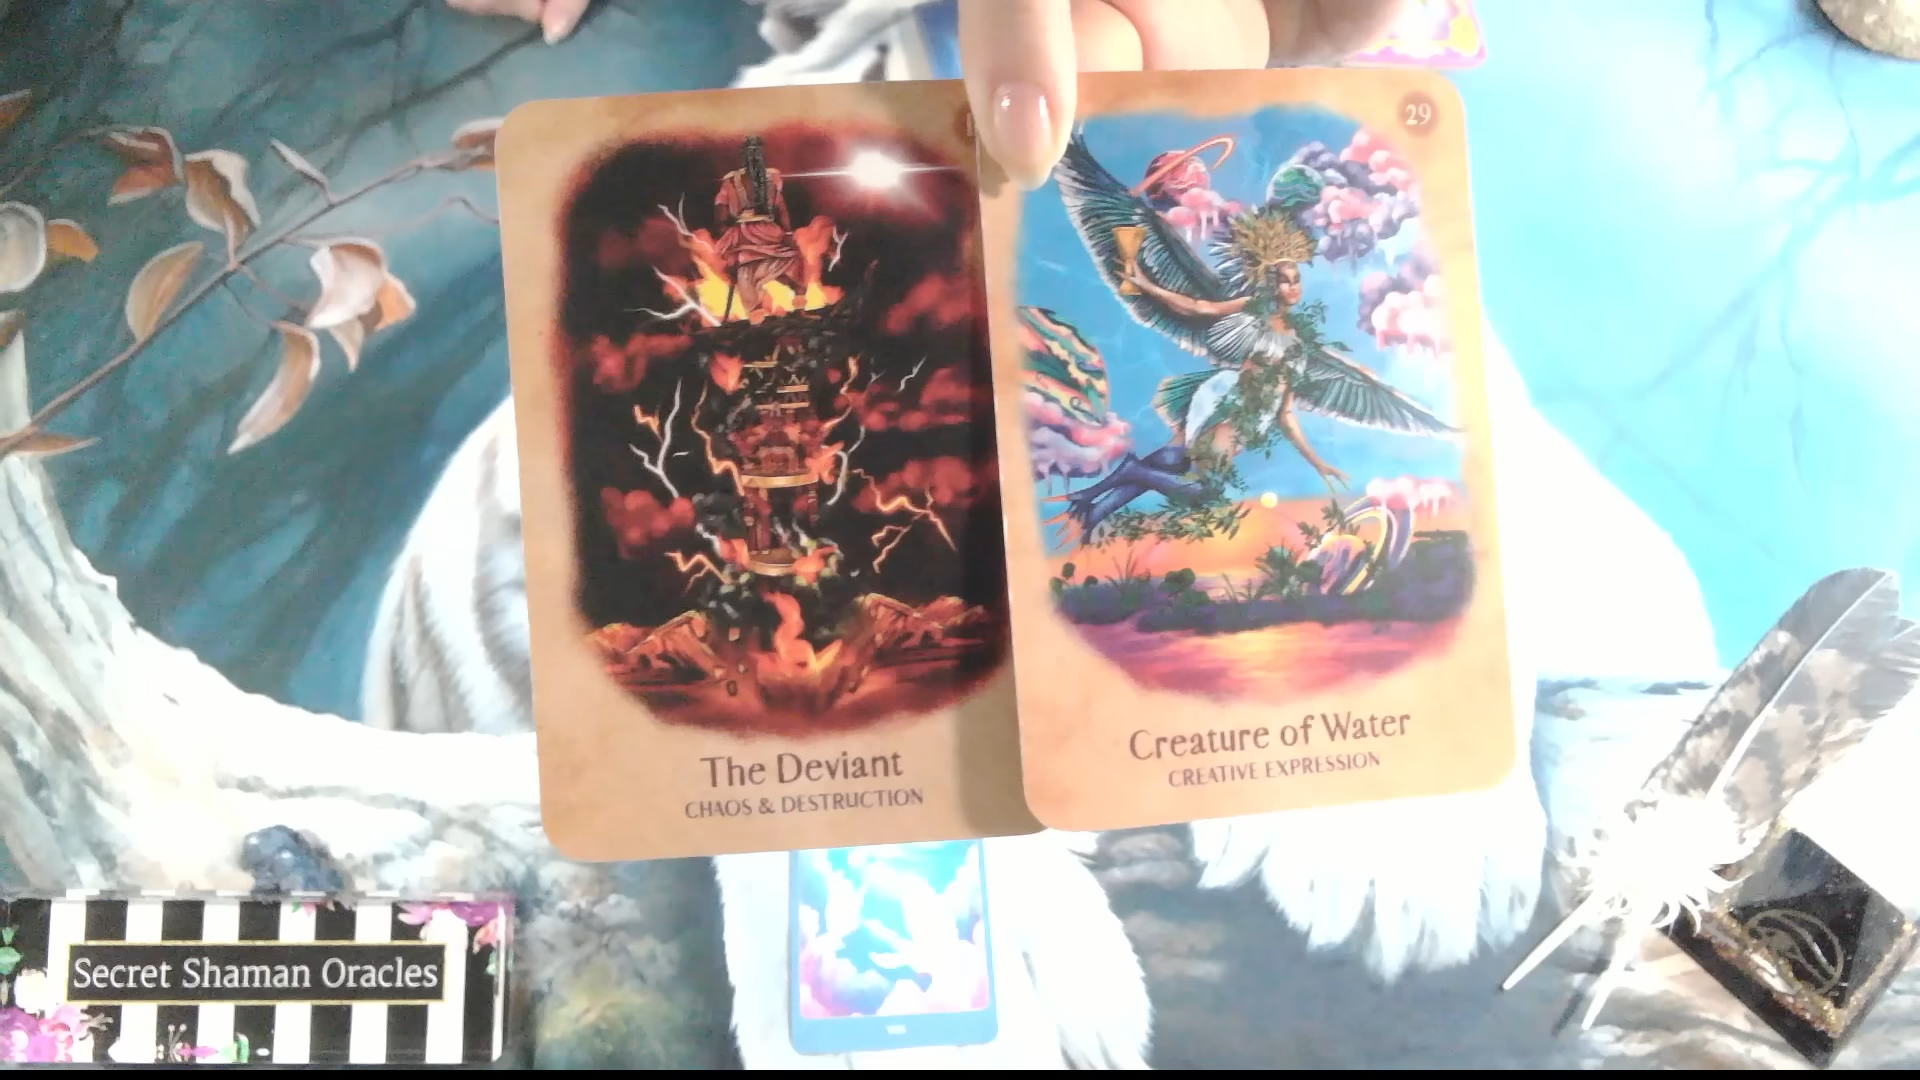 29
The Deviant
CHAOS & DESTRUCTION
Creature of Water
CREATIVE EXPRESSION
Secret Shaman Oracles